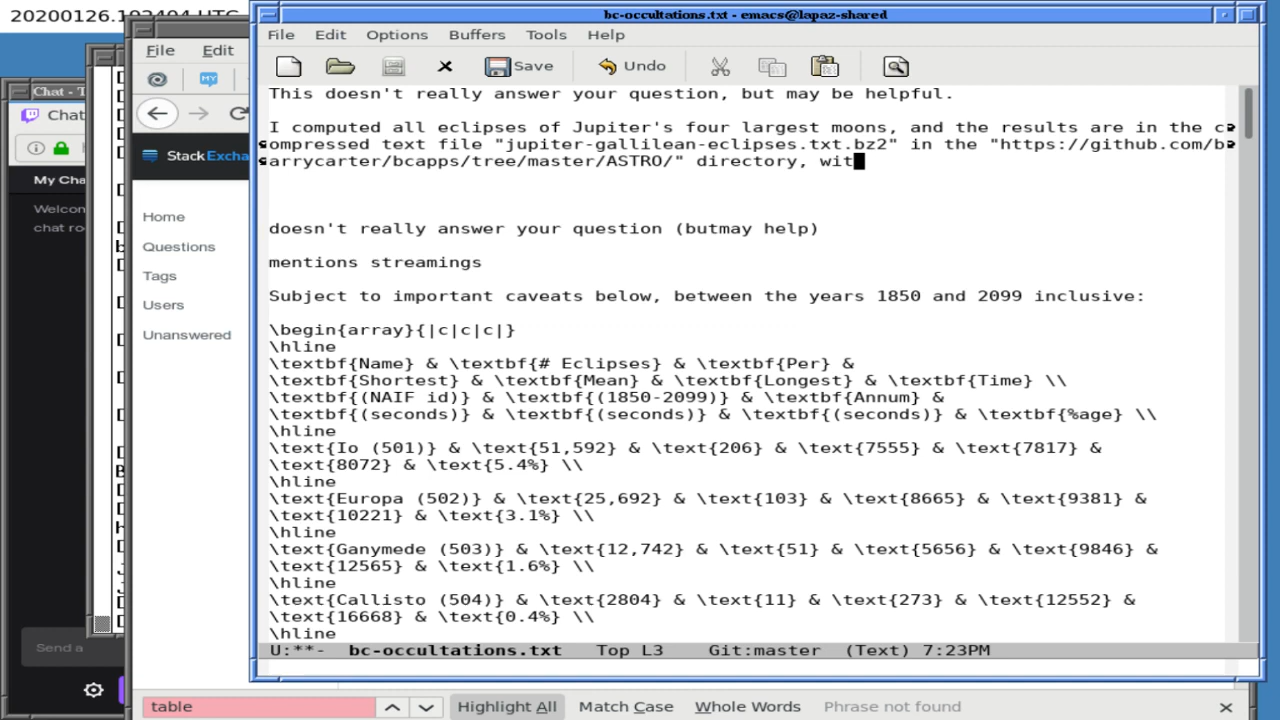 20200126.192404 UTC
bc-occultations.txt - emacs@lapaz-shared
File Edit Options Buffers Tools Help
Save Undo
This doesn't really answer your question, but may be helpful.
I computed all eclipses of Jupiter's four largest moons, and the results are in the c
ompressed text file "jupiter-gallilean-eclipses.txt.bz2" in the "https://github.com/b
arrycarter/bcapps/tree/master/ASTRO/" directory, wit
doesn't really answer your question (butmay help)
mentions streamings
Subject to important caveats below, between the years 1850 and 2099 inclusive:
\begin{array}{|c|c|c|}
\hline
\textbf{Name} & \textbf{# Eclipses} & \textbf{Per} &
\textbf{Shortest} & \textbf{Mean} & \textbf{Longest} & \textbf{Time} \\
\textbf{(NAIF id)} & \textbf{(1850-2099)} & \textbf{Annum} &
\textbf{(seconds)} & \textbf{(seconds)} & \textbf{(seconds)} & \textbf{%age} \\
\hline
\text{Io (501)} & \text{51,592} & \text{206} & \text{7555} & \text{7817} &
\text{8072} & \text{5.4%} \\
\hline
\text{Europa (502)} & \text{25,692} & \text{103} & \text{8665} & \text{9381} &
\text{10221} & \text{3.1%} \\
\hline
\text{Ganymede (503)} & \text{12,742} & \text{51} & \text{5656} & \text{9846} &
\text{12565} & \text{1.6%} \\
\hline
\text{Callisto (504)} & \text{2804} & \text{11} & \text{273} & \text{12552} &
\text{16668} & \text{0.4%} \\
\hline
U:**- bc-occultations.txt Top L3 Git:master (Text) 7:23PM
File Edit
MY
Stack Excha
Home
Questions
Tags
Users
Unanswered
table Highlight All Match Case Whole Words Phrase not found
Chat - T
Chat
My Cha
Welcon
chat ro
Send a